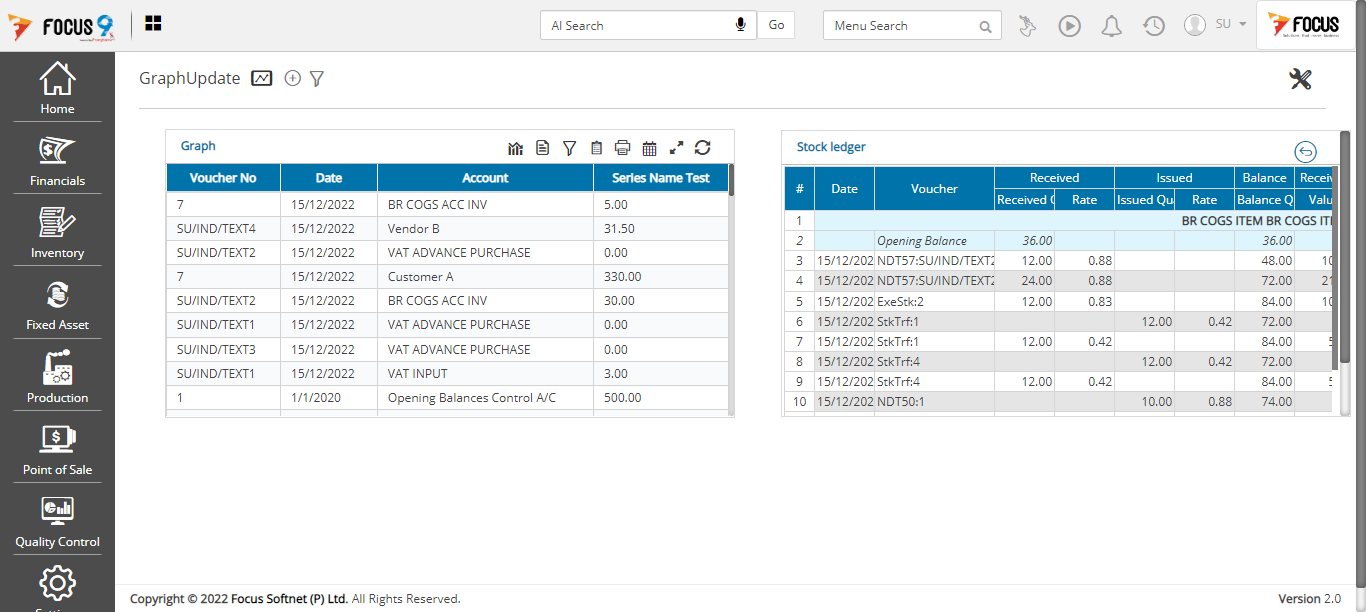 FOCUS 9
AI Search
Go
Menu Search
SU
FOCUS
Home
Financials
Inventory
Fixed Asset
Production
Point of Sale
Quality Control
GraphUpdate
Graph
Voucher No Date Account Series Name Test
7 15/12/2022 BR COGS ACC INV 5.00
SU/IND/TEXT4 15/12/2022 Vendor B 31.50
SU/IND/TEXT2 15/12/2022 VAT ADVANCE PURCHASE 0.00
7 15/12/2022 Customer A 330.00
SU/IND/TEXT2 15/12/2022 BR COGS ACC INV 30.00
SU/IND/TEXT1 15/12/2022 VAT ADVANCE PURCHASE 0.00
SU/IND/TEXT3 15/12/2022 VAT ADVANCE PURCHASE 0.00
SU/IND/TEXT1 15/12/2022 VAT INPUT 3.00
1 1/1/2020 Opening Balances Control A/C 500.00
Stock ledger
# Date Voucher Received Issued Balance Receiv
Received Q Rate Issued Qu Rate Balance Q Valu
1 BR COGS ITEM BR COGS ITI
2 Opening Balance 36.00 36.00
3 15/12/202 NDT57:SU/IND/TEXT2 12.00 0.88 48.00 10
4 15/12/202 NDT57:SU/IND/TEXT2 24.00 0.88 72.00 21
5 15/12/202 ExeStk:2 12.00 0.83 84.00 10
6 15/12/202 StkTrf:1 12.00 0.42 72.00
7 15/12/202 StkTrf:1 12.00 0.42 84.00 5
8 15/12/202 StkTrf:4 12.00 0.42 72.00
9 15/12/202 StkTrf:4 12.00 0.42 84.00 5
10 15/12/202 NDT50:1 10.00 0.88 74.00
Copyright © 2022 Focus Softnet (P) Ltd. All Rights Reserved.
Version 2.0